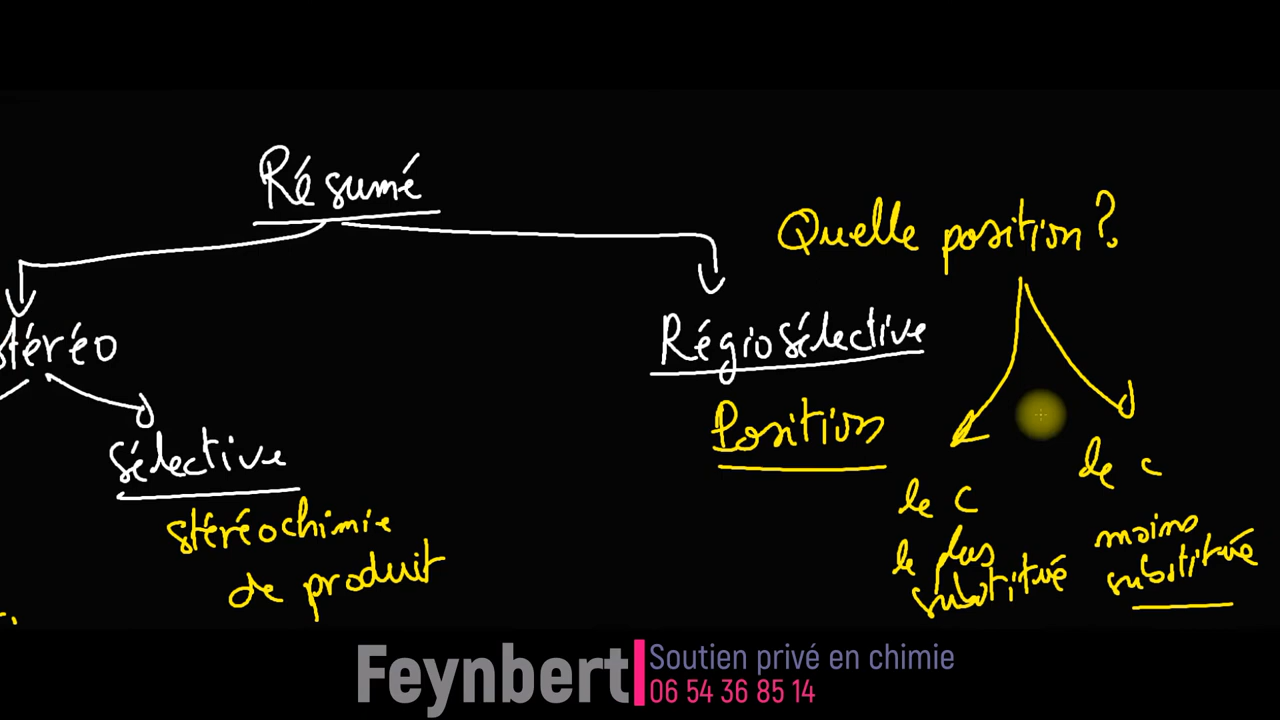 Résumé
Quelle position?
stéréo
Régiosélective
sélective
Position
stéréochimie
de produit
le C
le plus
substitué
de c
moins
substitué
Feynbert
Soutien privé en chimie
06 54 36 85 14